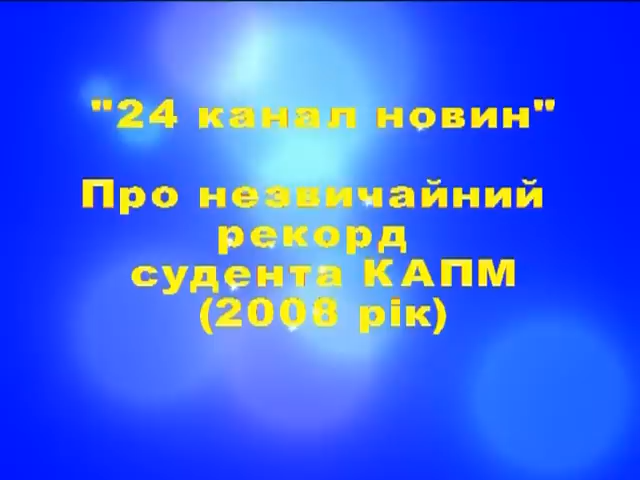 "24 канал новин"
Про незвичайний
рекорд
судента КАПМ
(2008 рік)